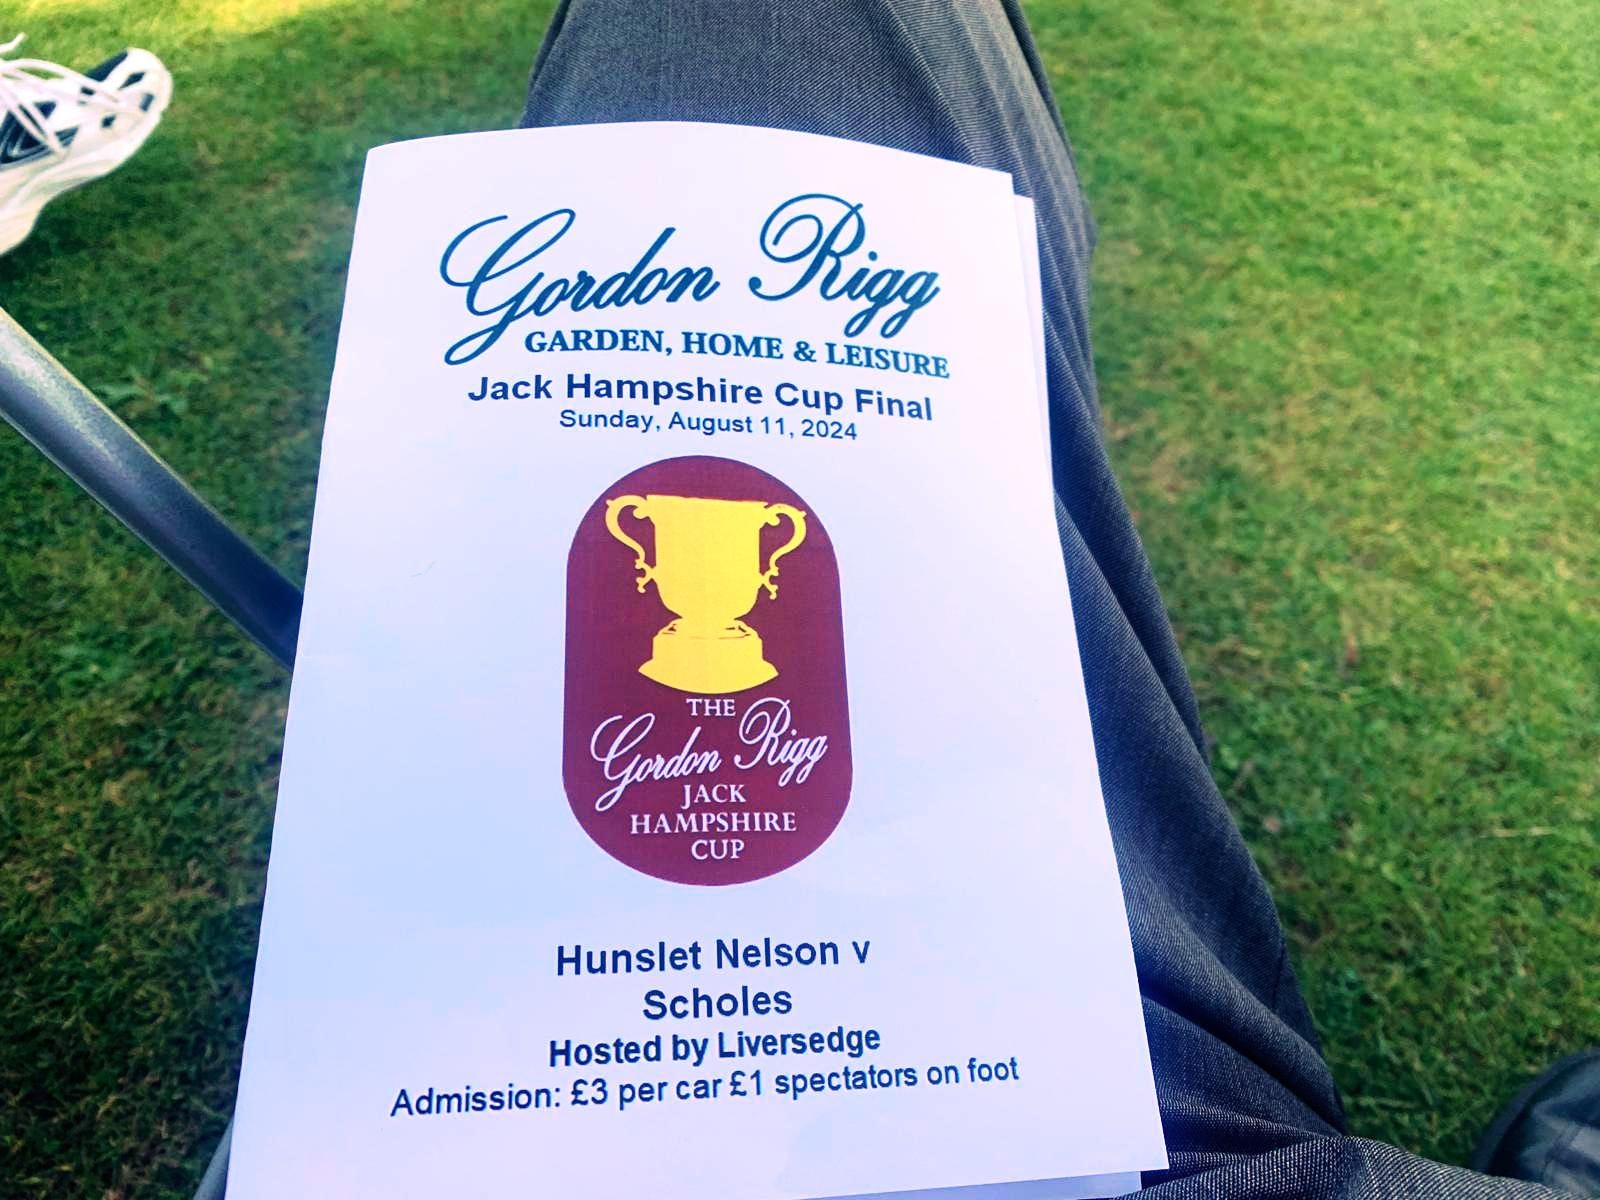 Gordon Rigg
GARDEN, HOME & LEISURE
Jack Hampshire Cup Final
Sunday, August 11, 2024
THE
Gordon Rigg
JACK
HAMPSHIRE
CUP
Hunslet Nelson v
Scholes
Hosted by Liversedge
Admission: £3 per car £1 spectators on foot